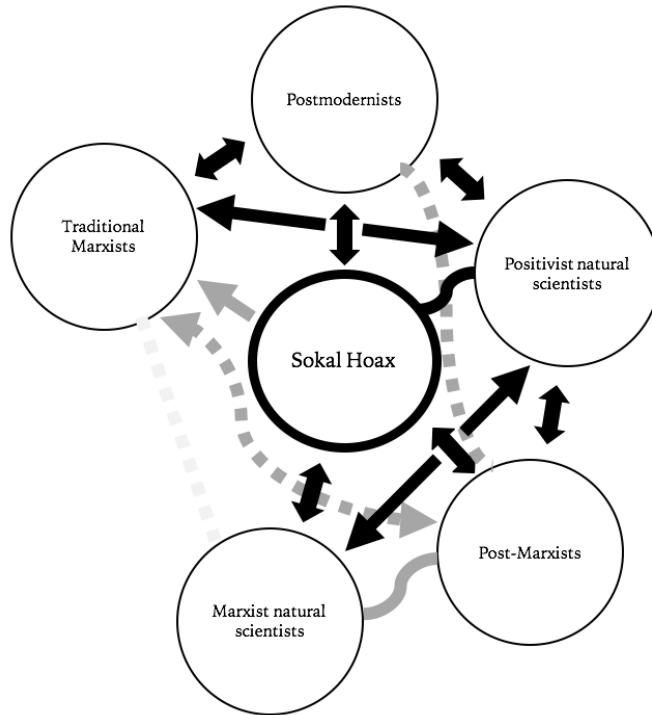 Postmodernists
Traditional
Marxists
Positivist natural
scientists
Sokal Hoax
Post-Marxists
Marxist natural
scientists